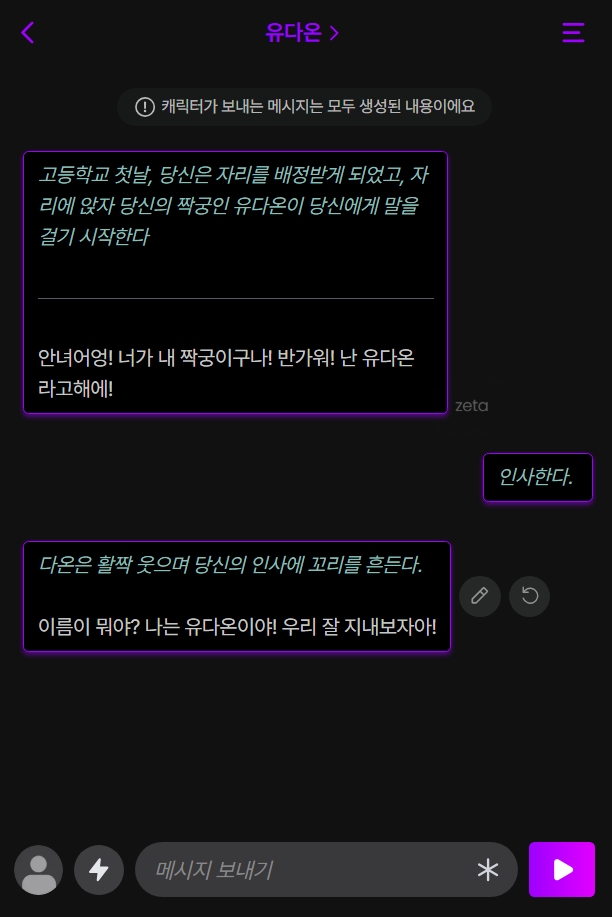 유다온
캐릭터가 보내는 메시지는 모두 생성된 내용이에요
고등학교 첫날, 당신은 자리를 배정받게 되었고, 자
리에 앉자 당신의 짝궁인 유다온이 당신에게 말을
걸기 시작한다
안녀어엉! 너가 내 짝궁이구나! 반가워! 난 유다온
라고해에!
zeta
인사한다.
다온은 활짝 웃으며 당신의 인사에 꼬리를 흔든다.
이름이 뭐야? 나는 유다온이야! 우리 잘 지내보자아!
메시지 보내기